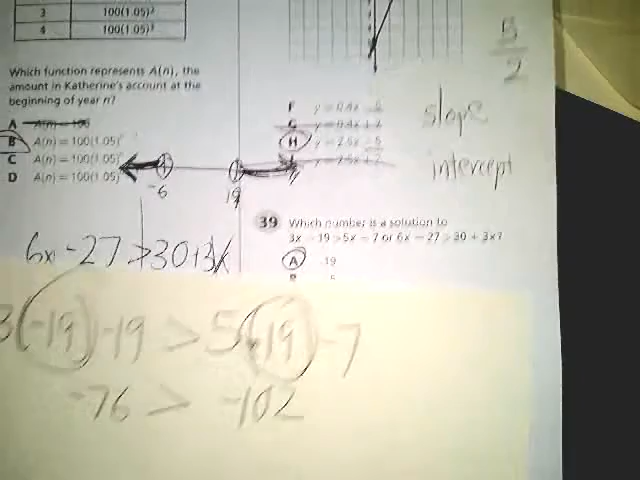 3 100(1.05)²
4 100(1.05)³
Which function represents A(n), the
amount in Katherine's account at the
beginning of year n?
A A(n) = 100
B A(n) = 100(1.05)
C A(n) = 100(1.05)
D A(n) = 100(1.05)
5
2
F
G
H
slope
intercept
-6
19
39 Which number is a solution to
3x − 19 > 5x − 7 or 6x − 27 > 30 + 3x?
A -19
6x - 27 > 30+3x
3(-19)-19 > 5(-19)-7
-76 > -102